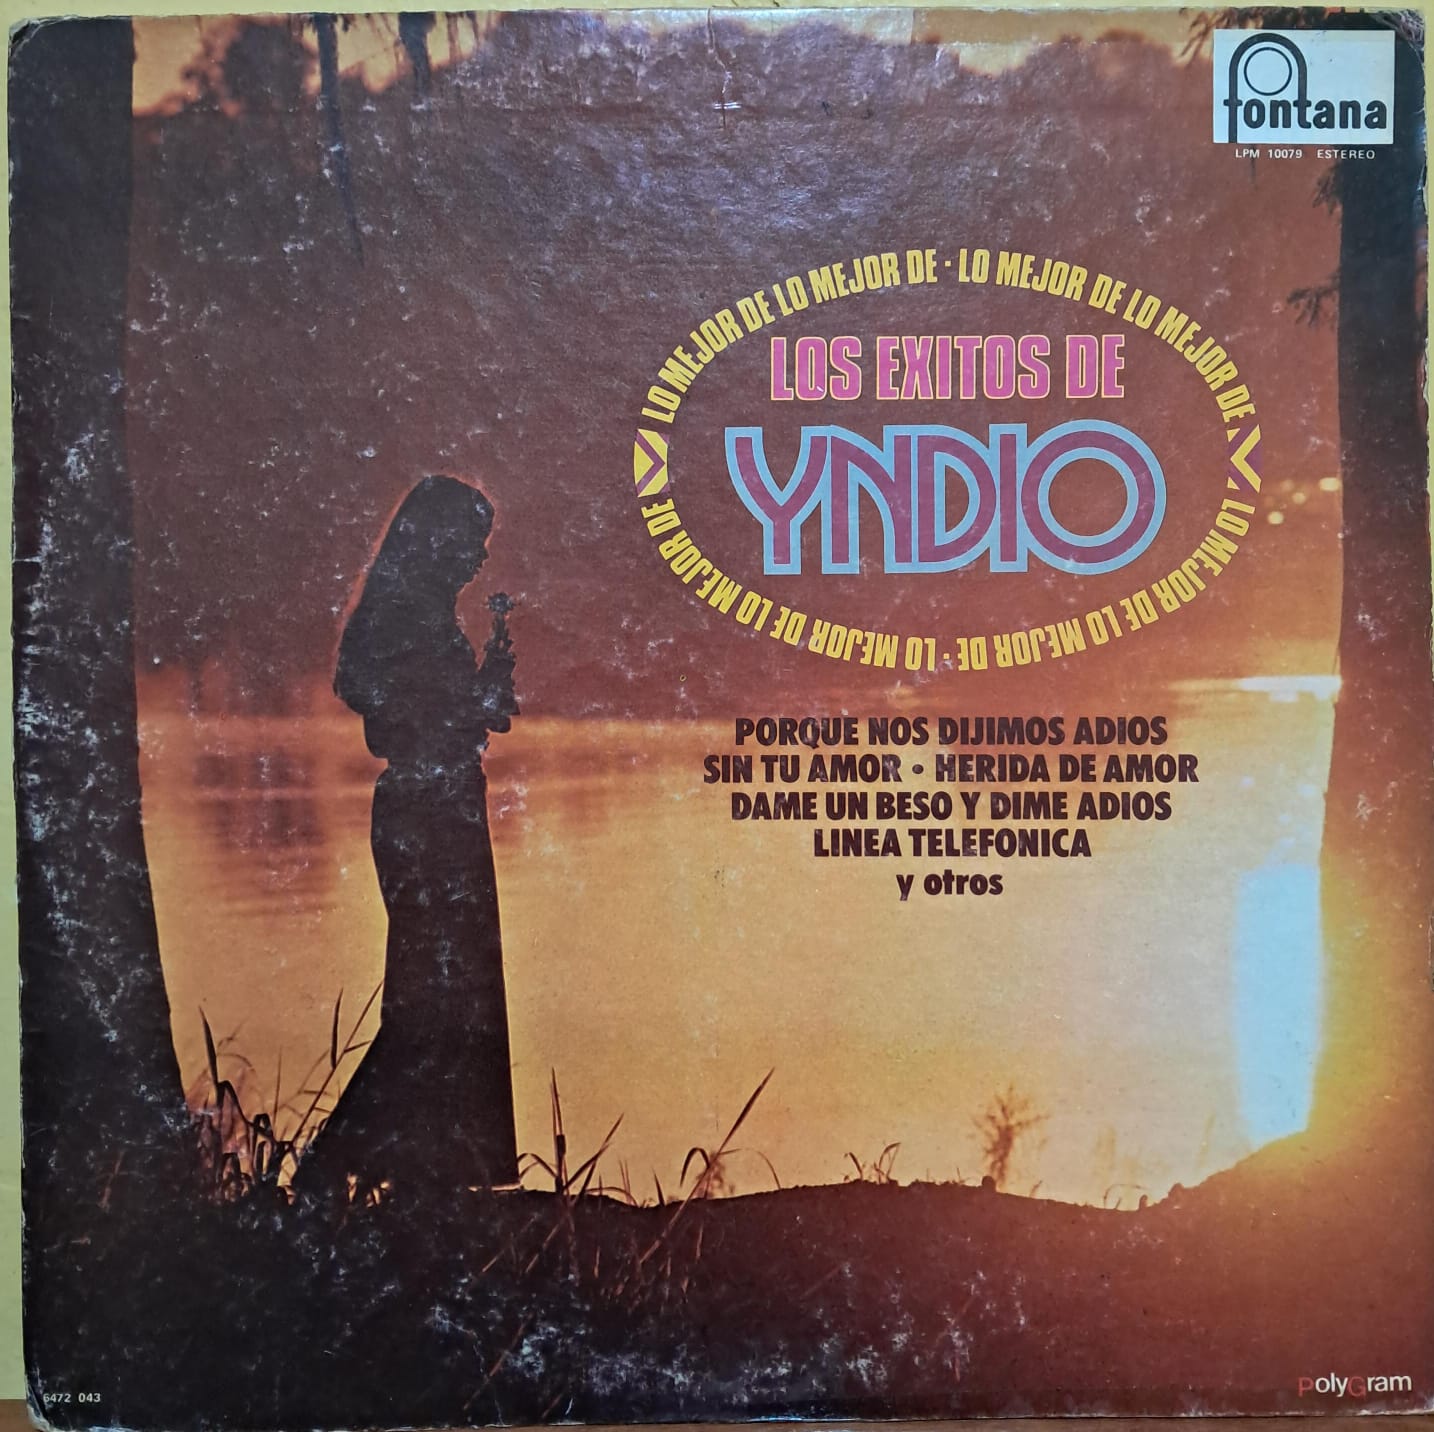 fontana
LPM 10079 ESTEREO
LO MEJOR DE LO MEJOR DE · LO MEJOR DE LO MEJOR DE
LOS EXITOS DE
YNDIO
LO MEJOR DE LO MEJOR DE · LO MEJOR DE LO MEJOR DE
PORQUE NOS DIJIMOS ADIOS
SIN TU AMOR • HERIDA DE AMOR
DAME UN BESO Y DIME ADIOS
LINEA TELEFONICA
y otros
6472 043
PolyGram